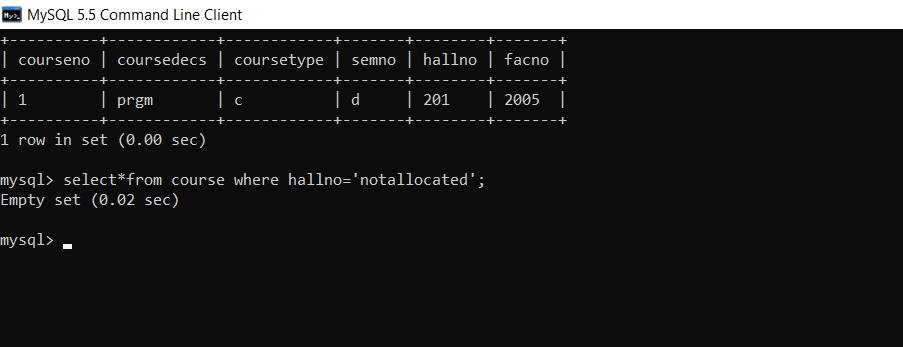 MySQL 5.5 Command Line Client
+----------+------------+------------+-------+--------+-------+
| courseno | coursedecs | coursetype | semno | hallno | facno |
+----------+------------+------------+-------+--------+-------+
| 1        | prgm       | c          | d     | 201    | 2005  |
+----------+------------+------------+-------+--------+-------+
1 row in set (0.00 sec)
mysql> select*from course where hallno='notallocated';
Empty set (0.02 sec)
mysql>